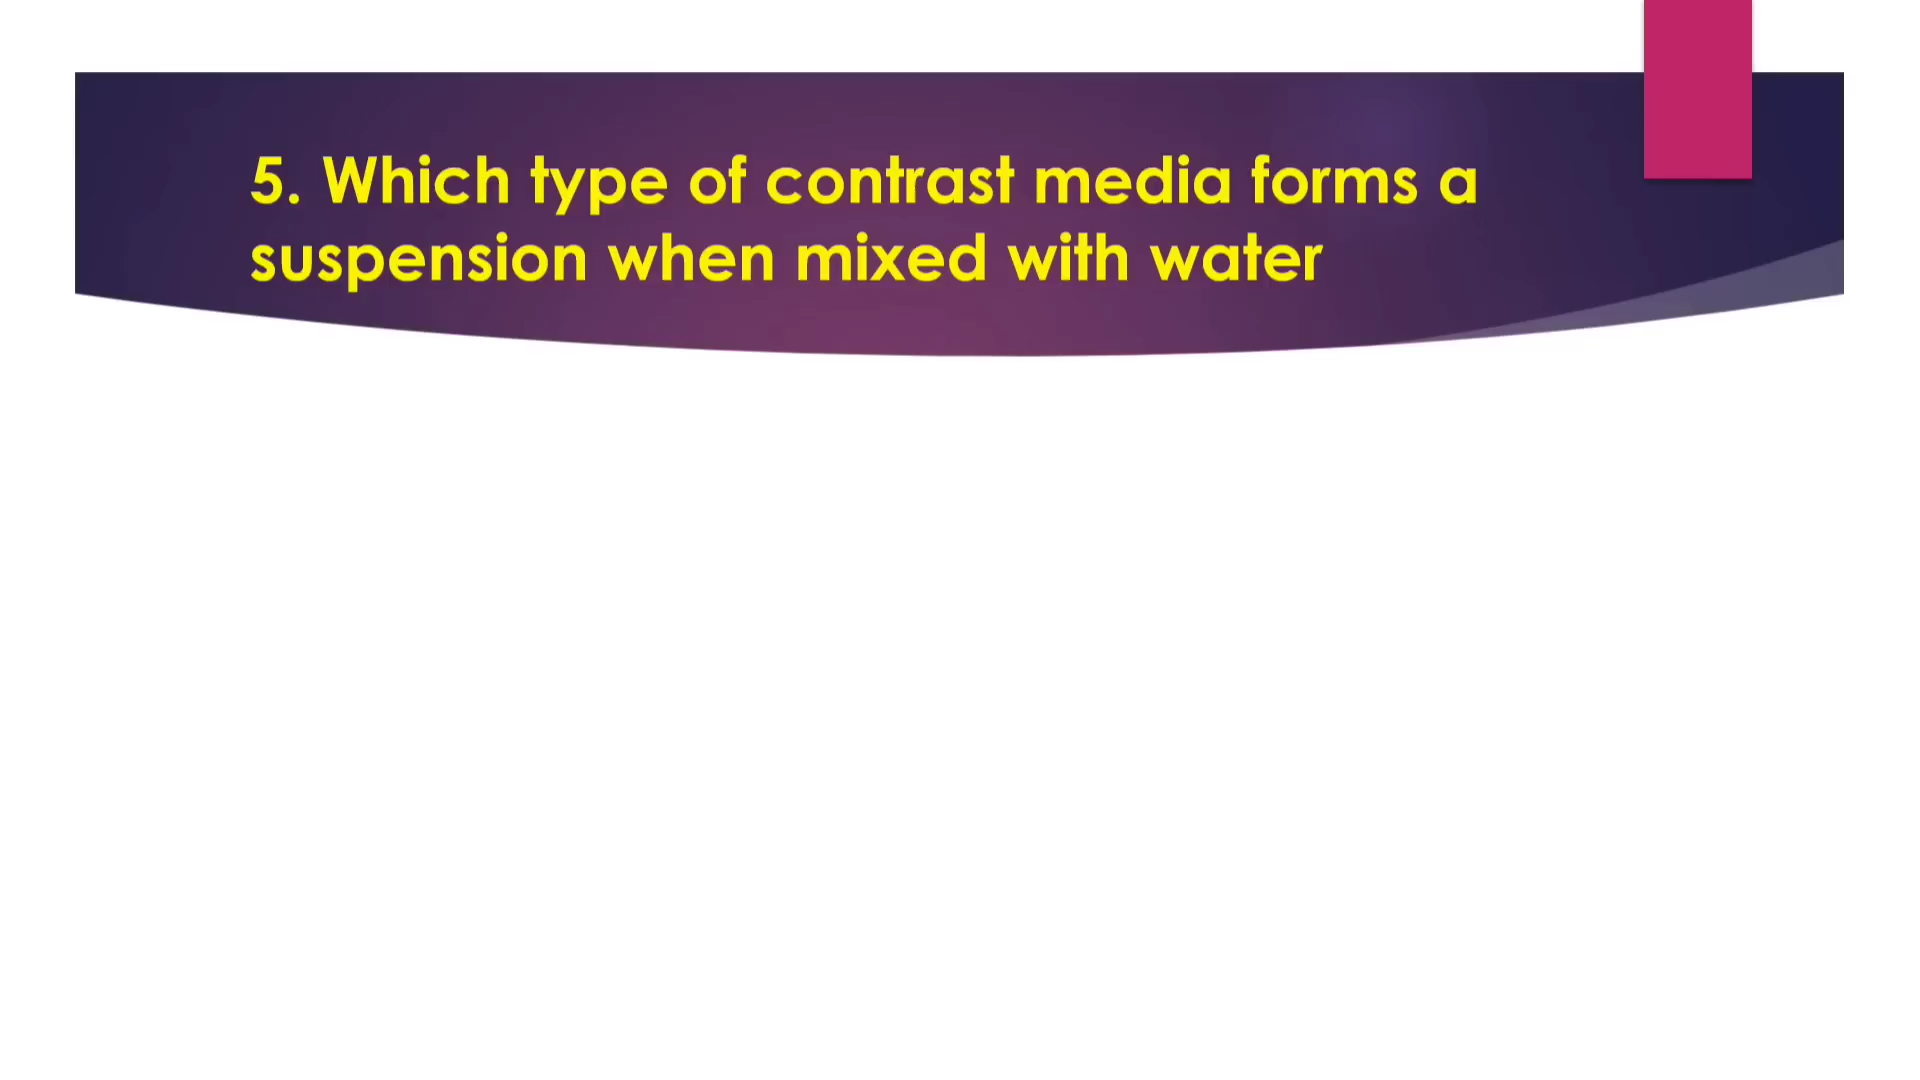 5. Which type of contrast media forms a
suspension when mixed with water